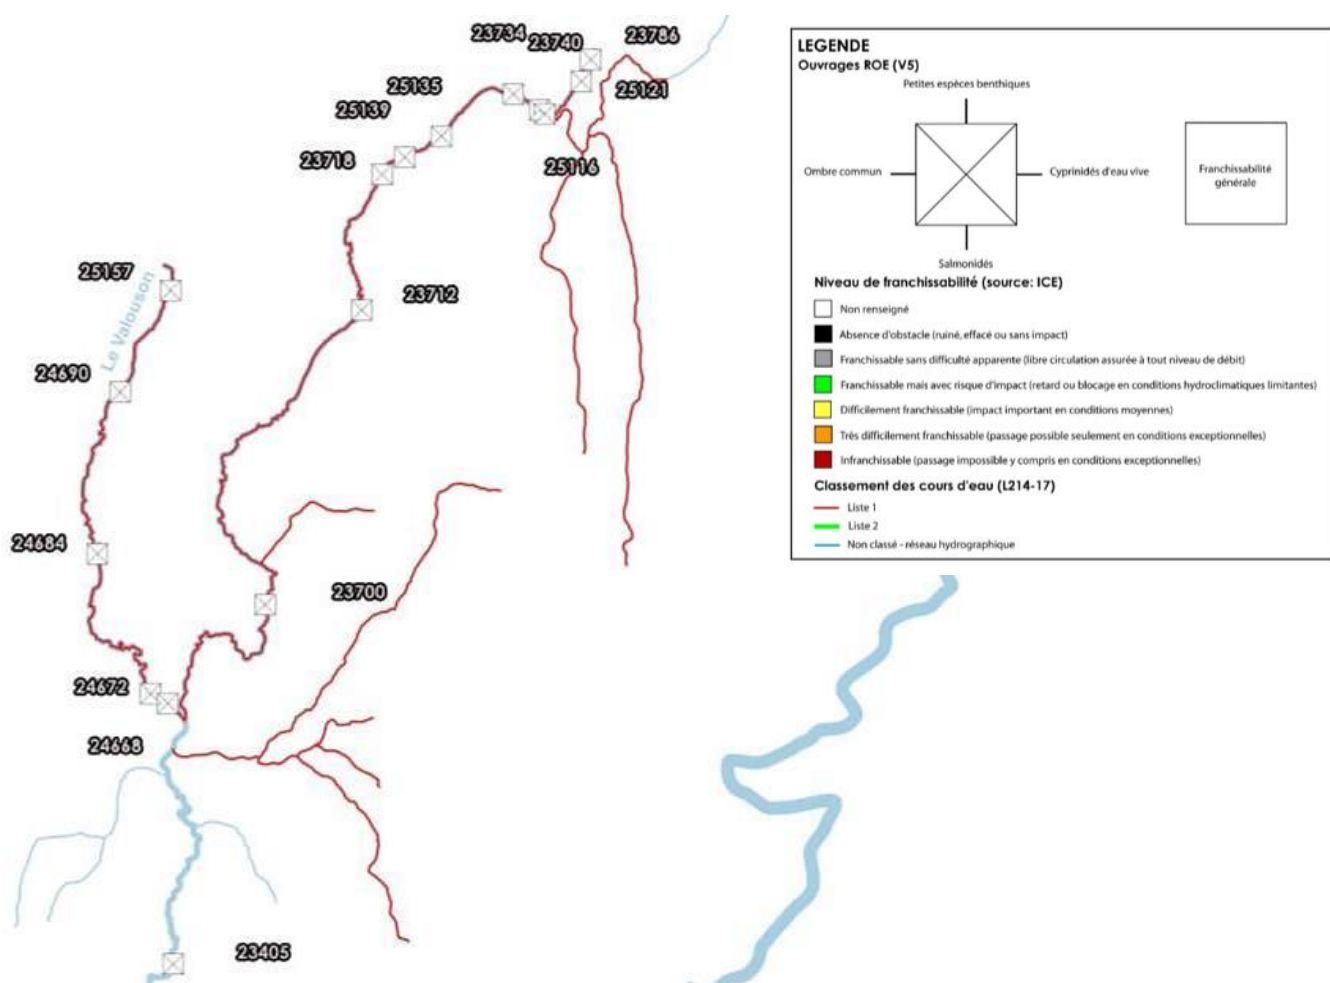 23734
23740
23786
25135
25121
25139
23718
25116
25157
Le Valouson
23712
24690
24684
23700
24672
24668
23405
LEGENDE
Ouvrages ROE (V5)
Petites espèces benthiques
Ombre commun
Cyprinidés d'eau vive
Franchissabilité
générale
Salmonidés
Niveau de franchissabilité (source: ICE)
Non renseigné
Absence d'obstacle (ruiné, effacé ou sans impact)
Franchissable sans difficulté apparente (libre circulation assurée à tout niveau de débit)
Franchissable mais avec risque d'impact (retard ou blocage en conditions hydroclimatiques limitantes)
Difficilement franchissable (impact important en conditions moyennes)
Très difficilement franchissable (passage possible seulement en conditions exceptionnelles)
Infranchissable (passage impossible y compris en conditions exceptionnelles)
Classement des cours d'eau (L214-17)
Liste 1
Liste 2
Non classé - réseau hydrographique